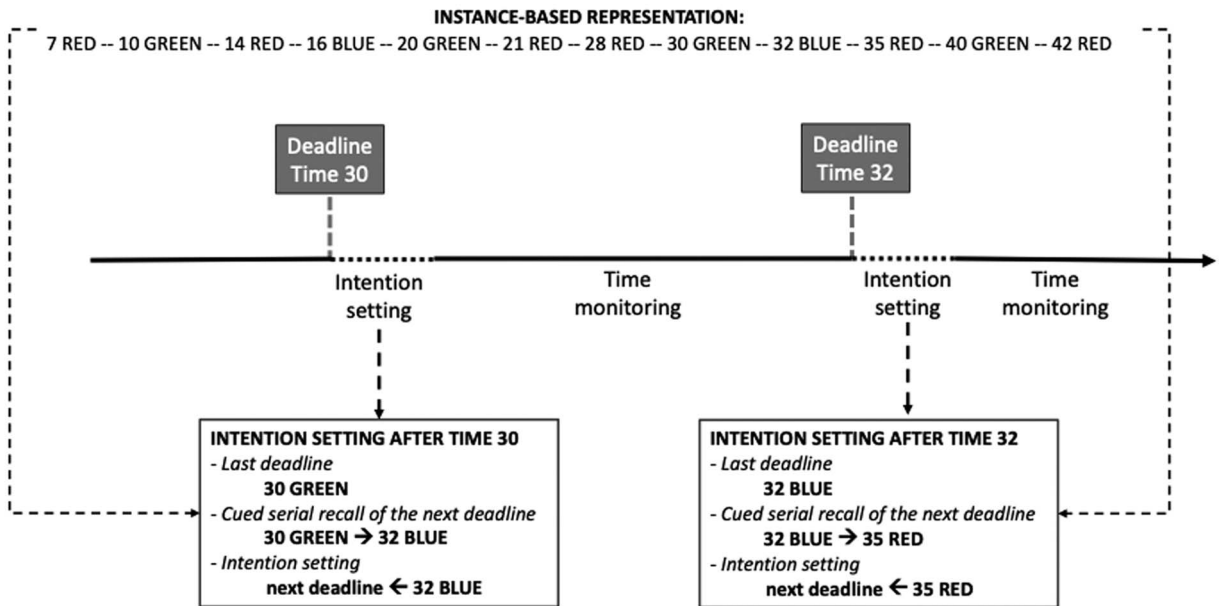 INSTANCE-BASED REPRESENTATION:
7 RED -- 10 GREEN -- 14 RED -- 16 BLUE -- 20 GREEN -- 21 RED -- 28 RED -- 30 GREEN -- 32 BLUE -- 35 RED -- 40 GREEN -- 42 RED
Deadline
Time 30
Deadline
Time 32
Intention
setting
Time
monitoring
Intention
setting
Time
monitoring
INTENTION SETTING AFTER TIME 30
- Last deadline
30 GREEN
- Cued serial recall of the next deadline
30 GREEN → 32 BLUE
- Intention setting
next deadline ← 32 BLUE
INTENTION SETTING AFTER TIME 32
- Last deadline
32 BLUE
- Cued serial recall of the next deadline
32 BLUE → 35 RED
- Intention setting
next deadline ← 35 RED